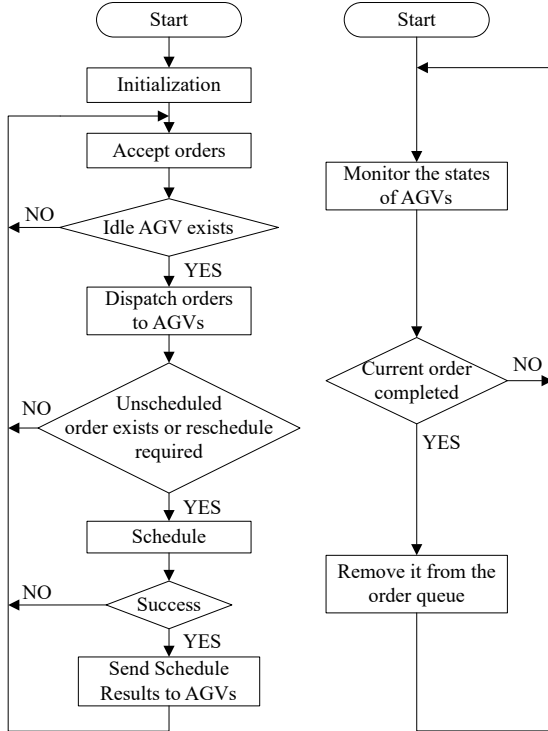 Start
Initialization
Accept orders
NO
Idle AGV exists
YES
Dispatch orders
to AGVs
NO
Unscheduled
order exists or reschedule
required
YES
Schedule
NO
Success
YES
Send Schedule
Results to AGVs
Start
Monitor the states
of AGVs
Current order
completed
NO
YES
Remove it from the
order queue